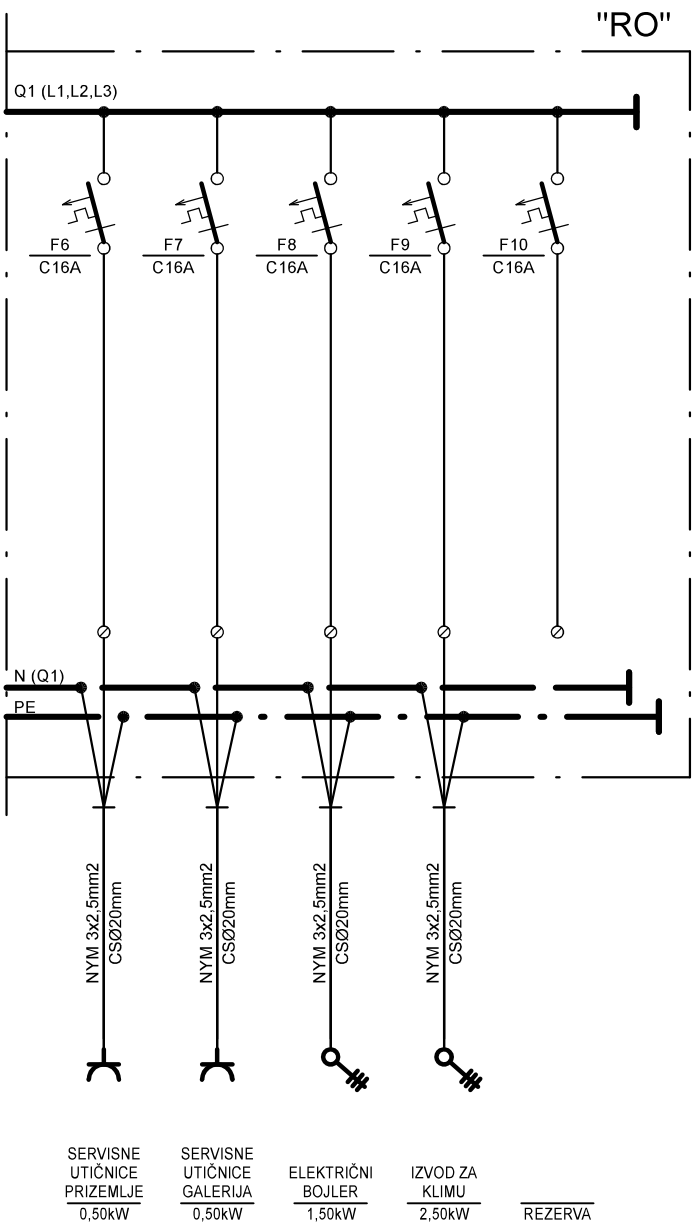 "RO"
Q1 (L1,L2,L3)
F6
C16A
F7
C16A
F8
C16A
F9
C16A
F10
C16A
N (Q1)
PE
NYM 3x2,5mm2
CSØ20mm
NYM 3x2,5mm2
CSØ20mm
NYM 3x2,5mm2
CSØ20mm
NYM 3x2,5mm2
CSØ20mm
SERVISNE
UTIČNICE
PRIZEMLJE
0,50kW
SERVISNE
UTIČNICE
GALERIJA
0,50kW
ELEKTRIČNI
BOJLER
1,50kW
IZVOD ZA
KLIMU
2,50kW
REZERVA